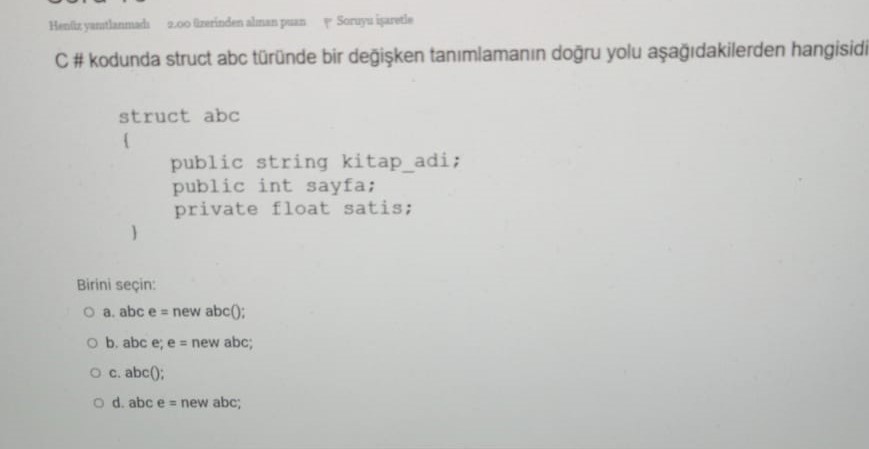 Henüz yanıtlanmadı 2.00 üzerinden alınan puan Soruyu işaretle
C # kodunda struct abc türünde bir değişken tanımlamanın doğru yolu aşağıdakilerden hangisidi
struct abc
{
public string kitap_adi;
public int sayfa;
private float satis;
}
Birini seçin:
a. abc e = new abc();
b. abc e; e = new abc;
c. abc();
d. abc e = new abc;